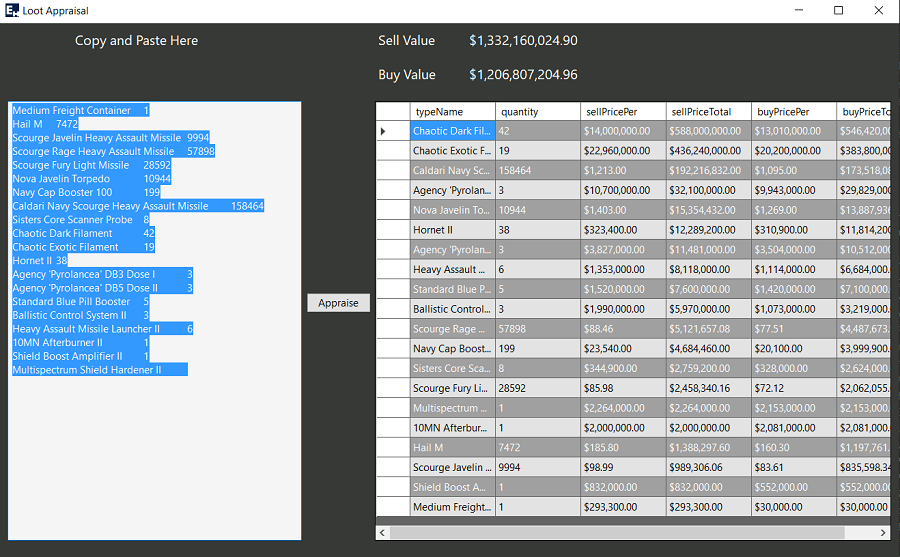 Loot Appraisal
Copy and Paste Here
Sell Value $1,332,160,024.90
Buy Value $1,206,807,204.96
Medium Freight Container 1
Hail M 7472
Scourge Javelin Heavy Assault Missile 9994
Scourge Rage Heavy Assault Missile 57898
Scourge Fury Light Missile 28592
Nova Javelin Torpedo 10944
Navy Cap Booster 100 199
Caldari Navy Scourge Heavy Assault Missile 158464
Sisters Core Scanner Probe 8
Chaotic Dark Filament 42
Chaotic Exotic Filament 19
Hornet II 38
Agency 'Pyrolancea' DB3 Dose I 3
Agency 'Pyrolancea' DB5 Dose II 3
Standard Blue Pill Booster 5
Ballistic Control System II 3
Heavy Assault Missile Launcher II 6
10MN Afterburner II 1
Shield Boost Amplifier II 1
Multispectrum Shield Hardener II
Appraise
typeName quantity sellPricePer sellPriceTotal buyPricePer buyPriceTo
Chaotic Dark Fil... 42 $14,000,000.00 $588,000,000.00 $13,010,000.00 $546,420,0
Chaotic Exotic F... 19 $22,960,000.00 $436,240,000.00 $20,200,000.00 $383,800,0
Caldari Navy Sc... 158464 $1,213.00 $192,216,832.00 $1,095.00 $173,518,08
Agency 'Pyrolan... 3 $10,700,000.00 $32,100,000.00 $9,943,000.00 $29,829,000
Nova Javelin To... 10944 $1,403.00 $15,354,432.00 $1,269.00 $13,887,936
Hornet II 38 $323,400.00 $12,289,200.00 $310,900.00 $11,814,200
Agency 'Pyrolan... 3 $3,827,000.00 $11,481,000.00 $3,504,000.00 $10,512,000
Heavy Assault ... 6 $1,353,000.00 $8,118,000.00 $1,114,000.00 $6,684,000.
Standard Blue P... 5 $1,520,000.00 $7,600,000.00 $1,420,000.00 $7,100,000.
Ballistic Control... 3 $1,990,000.00 $5,970,000.00 $1,073,000.00 $3,219,000.
Scourge Rage ... 57898 $88.46 $5,121,657.08 $77.51 $4,487,673.
Navy Cap Boost... 199 $23,540.00 $4,684,460.00 $20,100.00 $3,999,900.
Sisters Core Sca... 8 $344,900.00 $2,759,200.00 $328,000.00 $2,624,000.
Scourge Fury Li... 28592 $85.98 $2,458,340.16 $72.12 $2,062,055.
Multispectrum ... 1 $2,264,000.00 $2,264,000.00 $2,153,000.00 $2,153,000.
10MN Afterbur... 1 $2,000,000.00 $2,000,000.00 $2,081,000.00 $2,081,000.
Hail M 7472 $185.80 $1,388,297.60 $160.30 $1,197,761.
Scourge Javelin ... 9994 $98.99 $989,306.06 $83.61 $835,598.34
Shield Boost A... 1 $832,000.00 $832,000.00 $552,000.00 $552,000.00
Medium Freight... 1 $293,300.00 $293,300.00 $30,000.00 $30,000.00